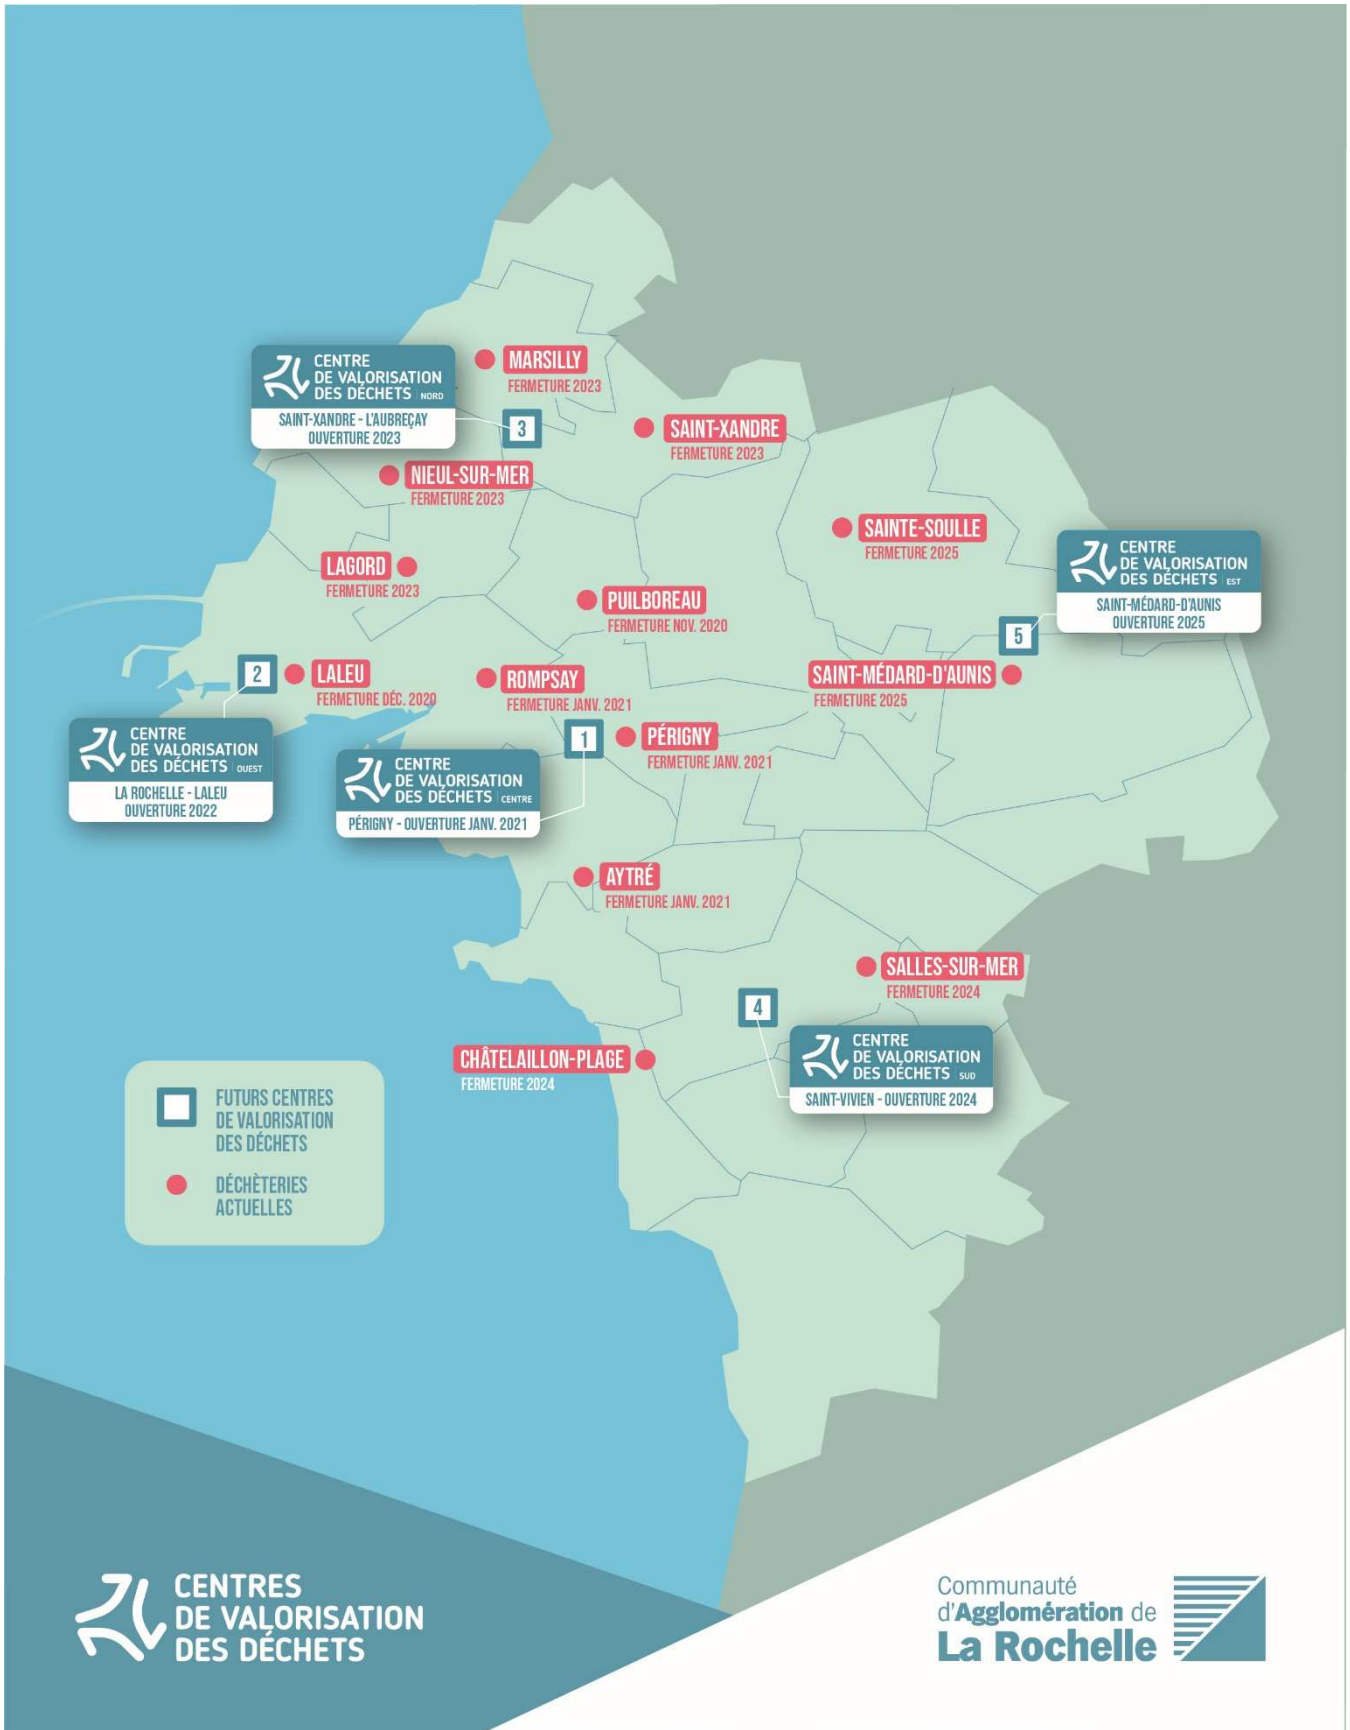 MARSILLY
FERMETURE 2023
CENTRE
DE VALORISATION
DES DÉCHETS | NORD
SAINT-XANDRE - L'AUBREÇAY
OUVERTURE 2023
3
SAINT-XANDRE
FERMETURE 2023
NIEUL-SUR-MER
FERMETURE 2023
SAINTE-SOULLE
FERMETURE 2025
LAGORD
FERMETURE 2023
CENTRE
DE VALORISATION
DES DÉCHETS | EST
SAINT-MÉDARD-D'AUNIS
OUVERTURE 2025
5
PUILBOREAU
FERMETURE NOV. 2020
2
LALEU
FERMETURE DÉC. 2020
ROMPSAY
FERMETURE JANV. 2021
SAINT-MÉDARD-D'AUNIS
FERMETURE 2025
CENTRE
DE VALORISATION
DES DÉCHETS | OUEST
LA ROCHELLE - LALEU
OUVERTURE 2022
1
PÉRIGNY
FERMETURE JANV. 2021
CENTRE
DE VALORISATION
DES DÉCHETS | CENTRE
PÉRIGNY - OUVERTURE JANV. 2021
AYTRÉ
FERMETURE JANV. 2021
SALLES-SUR-MER
FERMETURE 2024
4
CENTRE
DE VALORISATION
DES DÉCHETS | SUD
SAINT-VIVIEN - OUVERTURE 2024
CHÂTELAILLON-PLAGE
FERMETURE 2024
FUTURS CENTRES
DE VALORISATION
DES DÉCHETS
DÉCHÈTERIES
ACTUELLES
CENTRES
DE VALORISATION
DES DÉCHETS
Communauté
d'Agglomération de
La Rochelle